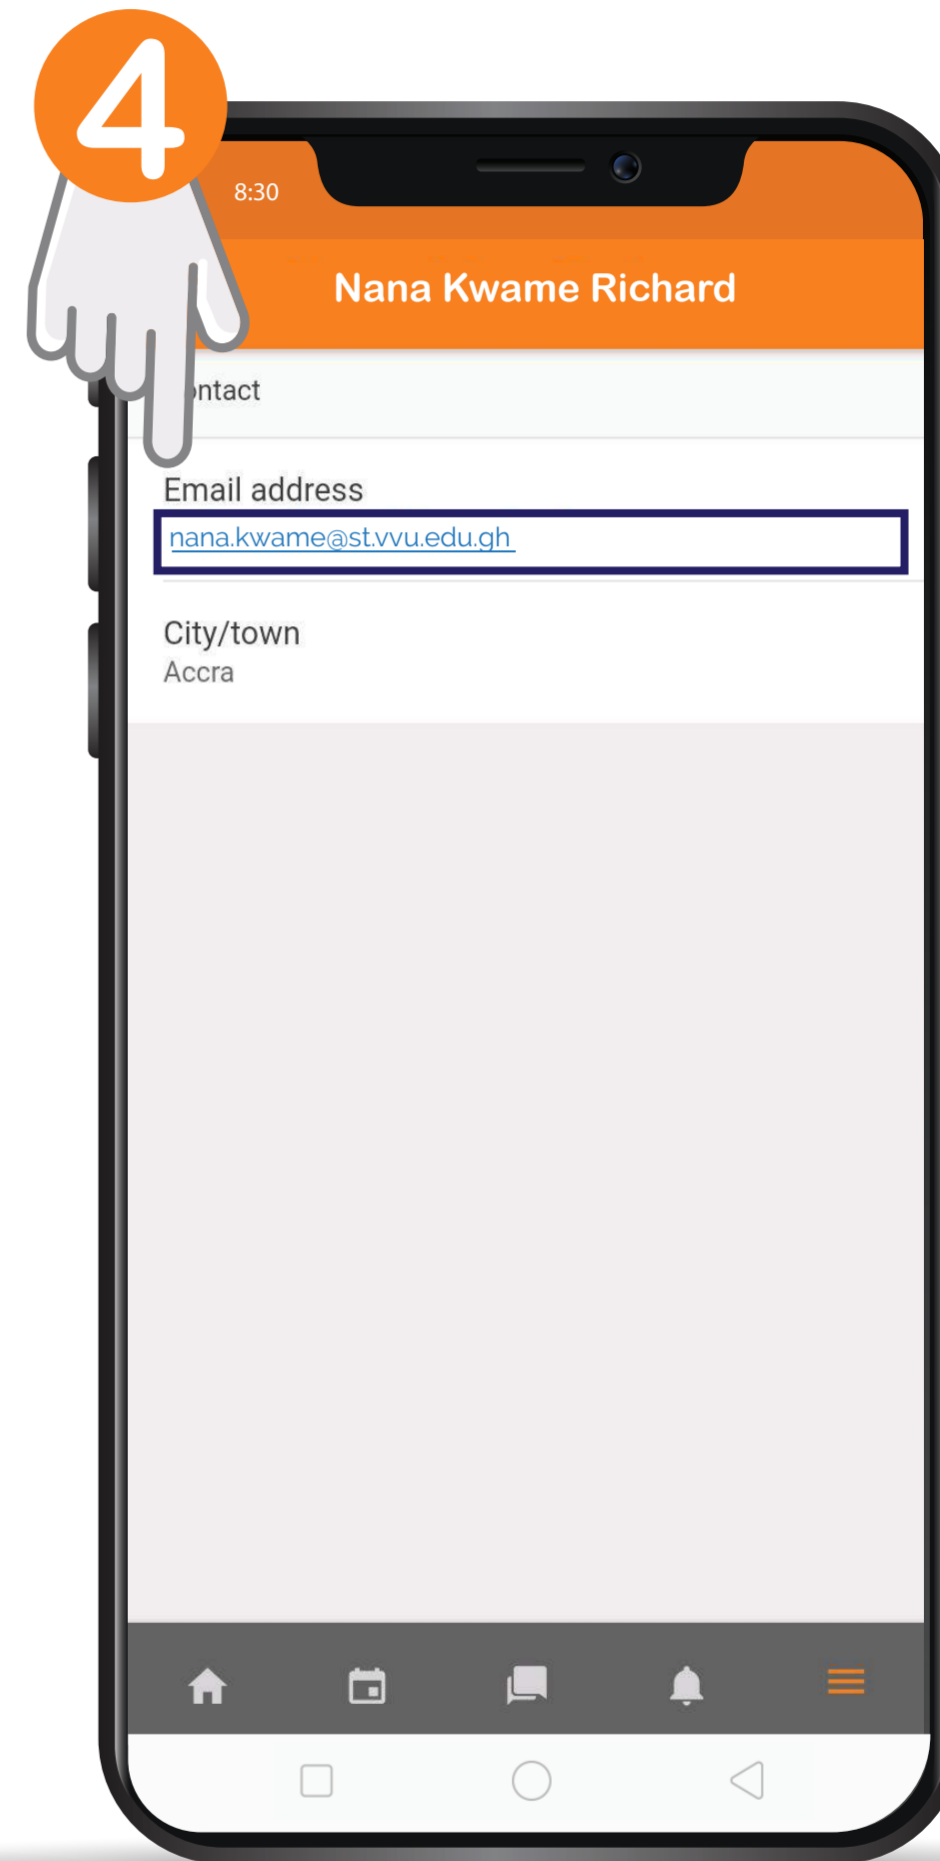 4
8:30
Nana Kwame Richard
ntact
Email address
nana.kwame@st.vvu.edu.gh
City/town
Accra